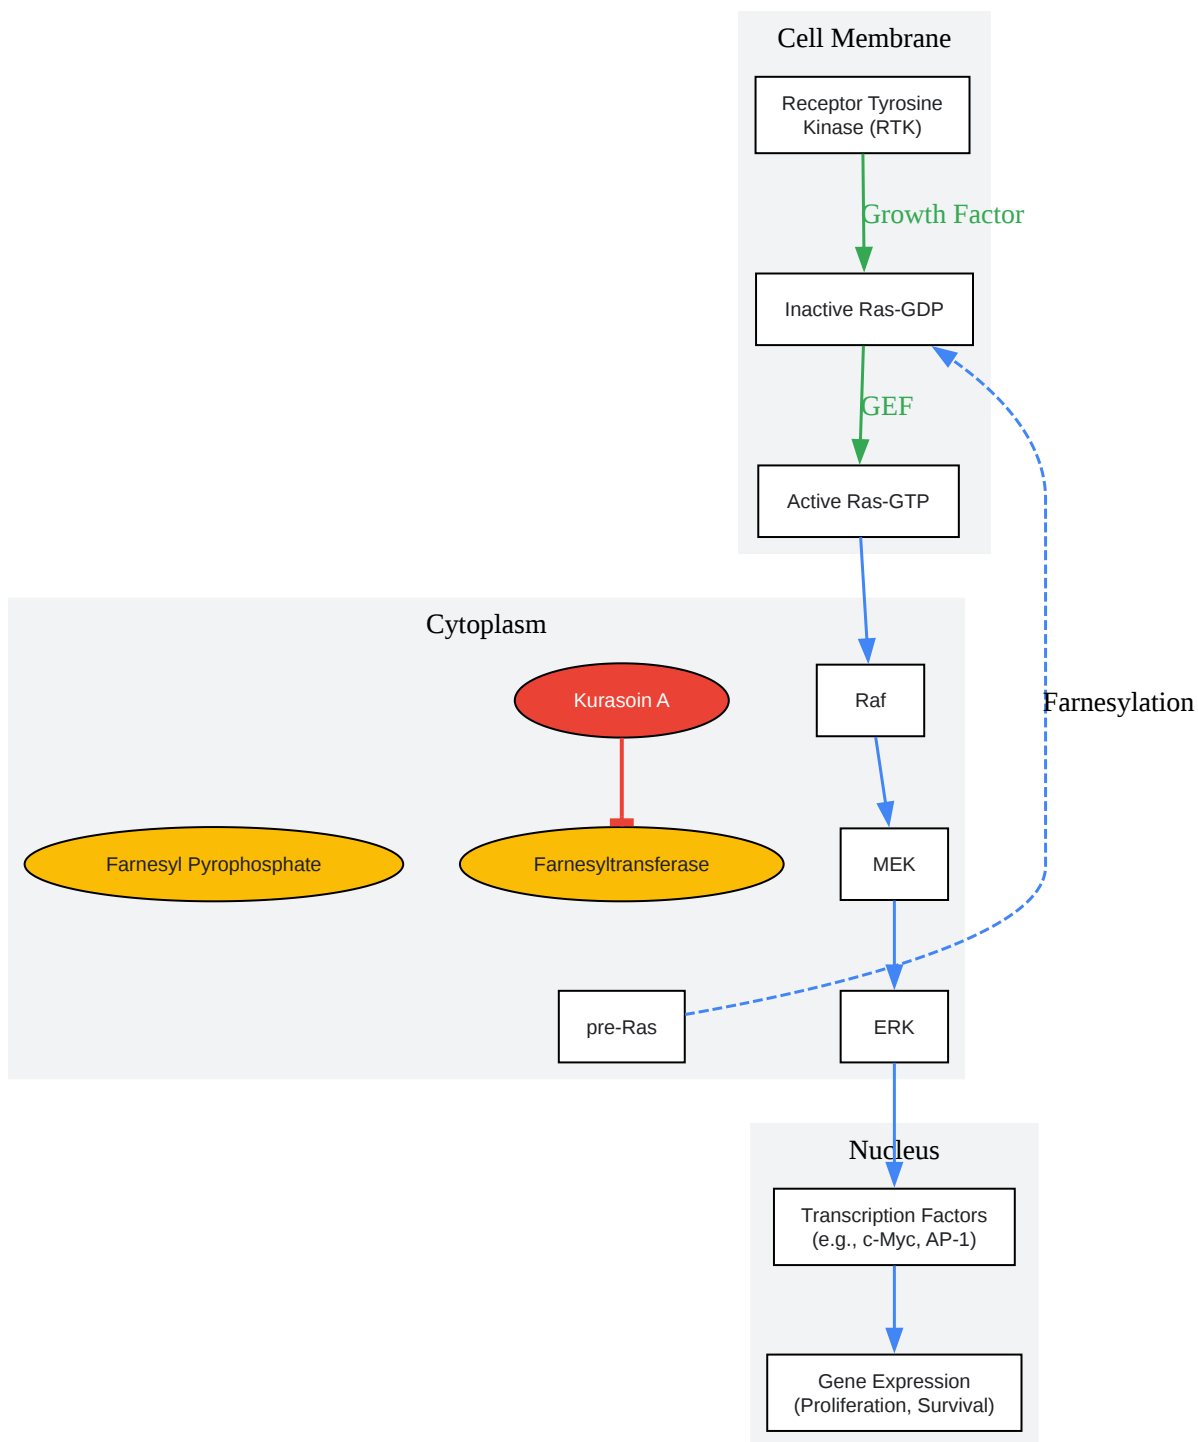 Cell Membrane
Receptor Tyrosine
Kinase (RTK)
Growth Factor
Inactive Ras-GDP
GEF
Active Ras-GTP
Cytoplasm
Kurasoin A
Raf
Farnesylation
Farnesyl Pyrophosphate
Farnesyltransferase
MEK
pre-Ras
ERK
Nucleus
Transcription Factors
(e.g., c-Myc, AP-1)
Gene Expression
(Proliferation, Survival)